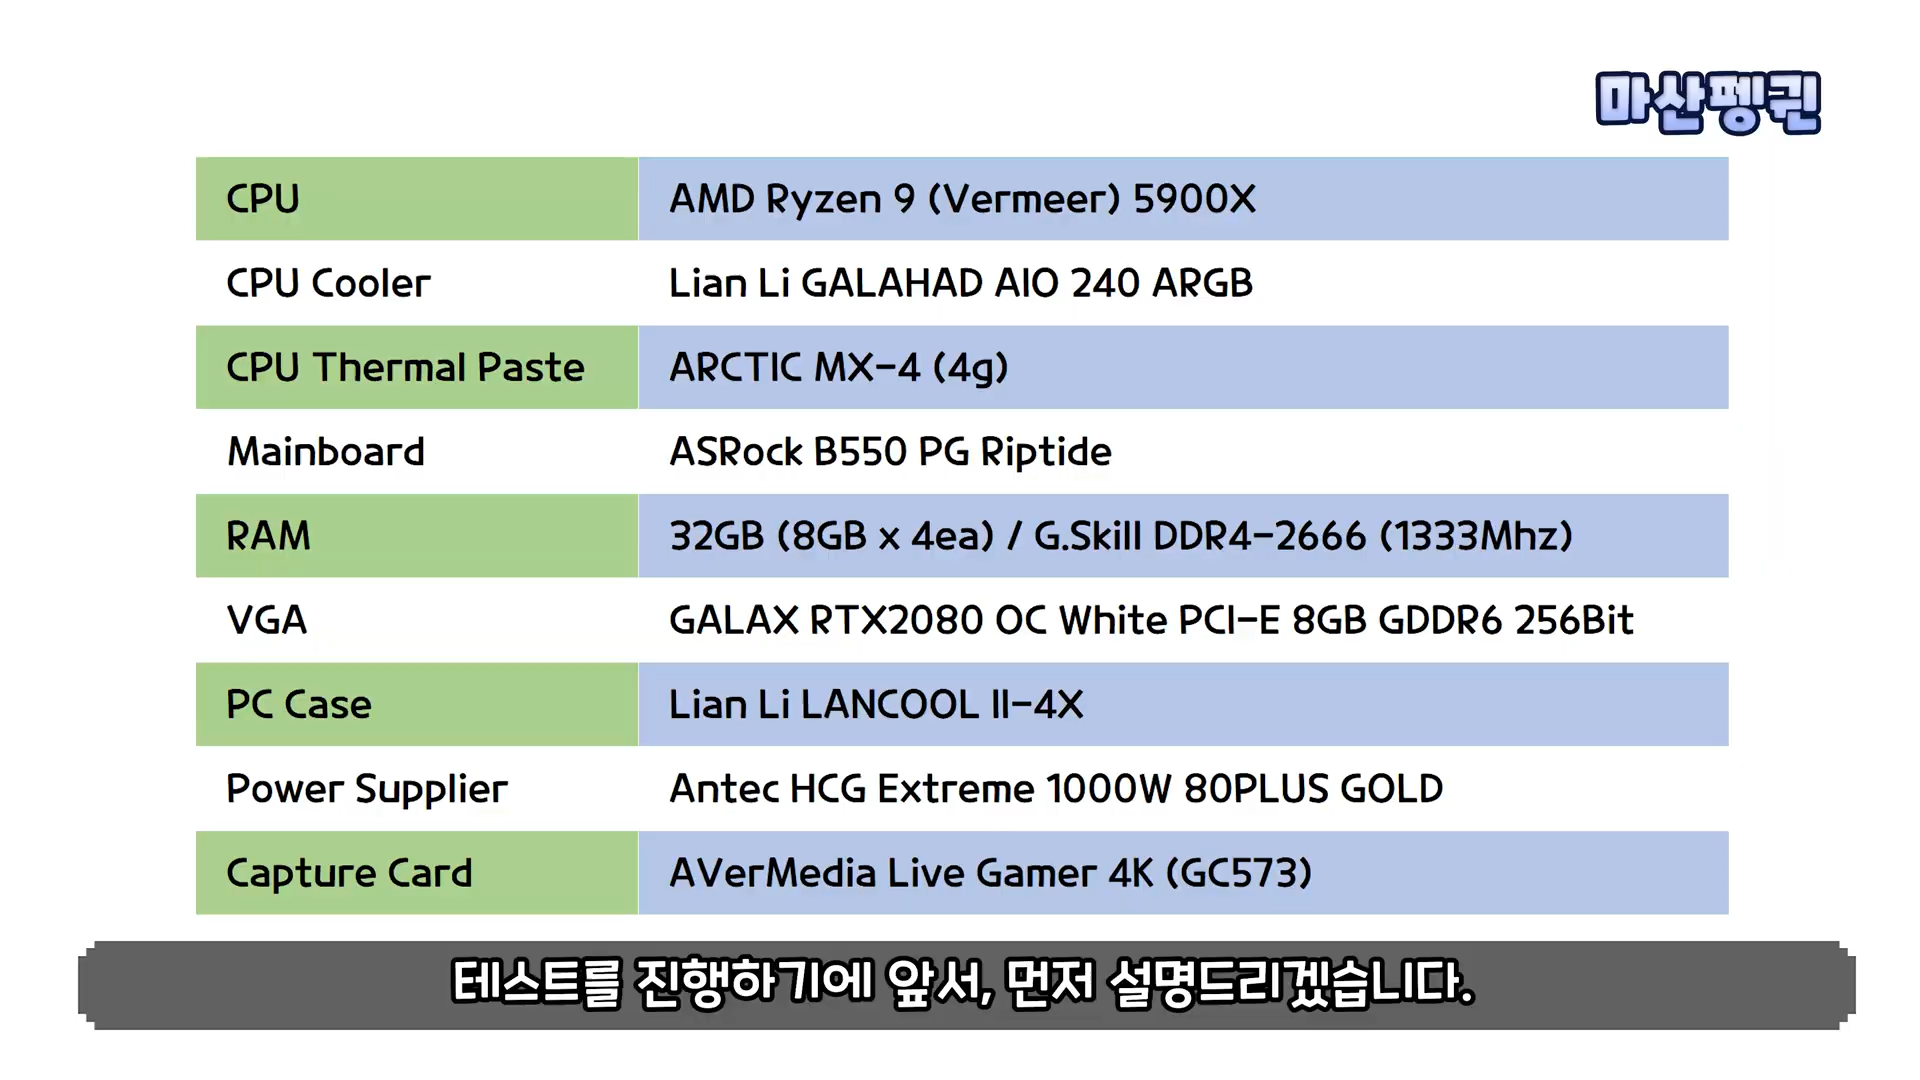 마산펭귄
CPU AMD Ryzen 9 (Vermeer) 5900X
CPU Cooler Lian Li GALAHAD AIO 240 ARGB
CPU Thermal Paste ARCTIC MX-4 (4g)
Mainboard ASRock B550 PG Riptide
RAM 32GB (8GB x 4ea) / G.Skill DDR4-2666 (1333Mhz)
VGA GALAX RTX2080 OC White PCI-E 8GB GDDR6 256Bit
PC Case Lian Li LANCOOL II-4X
Power Supplier Antec HCG Extreme 1000W 80PLUS GOLD
Capture Card AVerMedia Live Gamer 4K (GC573)
테스트를 진행하기에 앞서, 먼저 설명드리겠습니다.